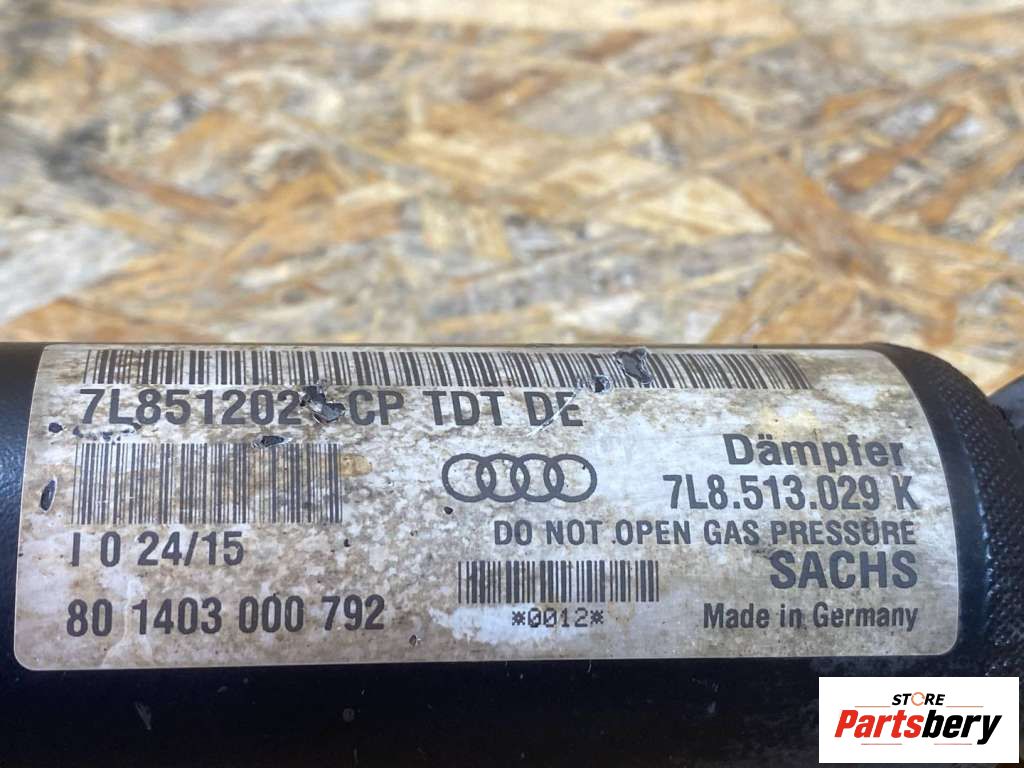 CP TDT DE
Dämpfer
7L8.513.029 K
DO NOT OPEN GAS PRESSURE
I 0 24/15
SACHS
80 1403 000 792
*0012*
Made in Germany
STORE
Partsbery